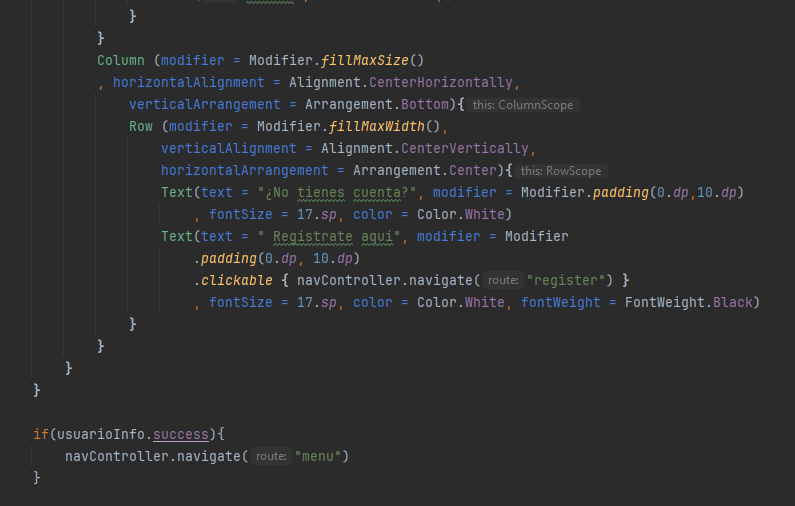 }
}
Column (modifier = Modifier.fillMaxSize()
, horizontalAlignment = Alignment.CenterHorizontally,
verticalArrangement = Arrangement.Bottom){ this: ColumnScope
Row (modifier = Modifier.fillMaxWidth(),
verticalAlignment = Alignment.CenterVertically,
horizontalArrangement = Arrangement.Center){ this: RowScope
Text(text = "¿No tienes cuenta?", modifier = Modifier.padding(0.dp,10.dp)
, fontSize = 17.sp, color = Color.White)
Text(text = " Registrate aqui", modifier = Modifier
.padding(0.dp, 10.dp)
.clickable { navController.navigate( route: "register") }
, fontSize = 17.sp, color = Color.White, fontWeight = FontWeight.Black)
}
}
}
}
if(usuarioInfo.success){
navController.navigate( route: "menu")
}